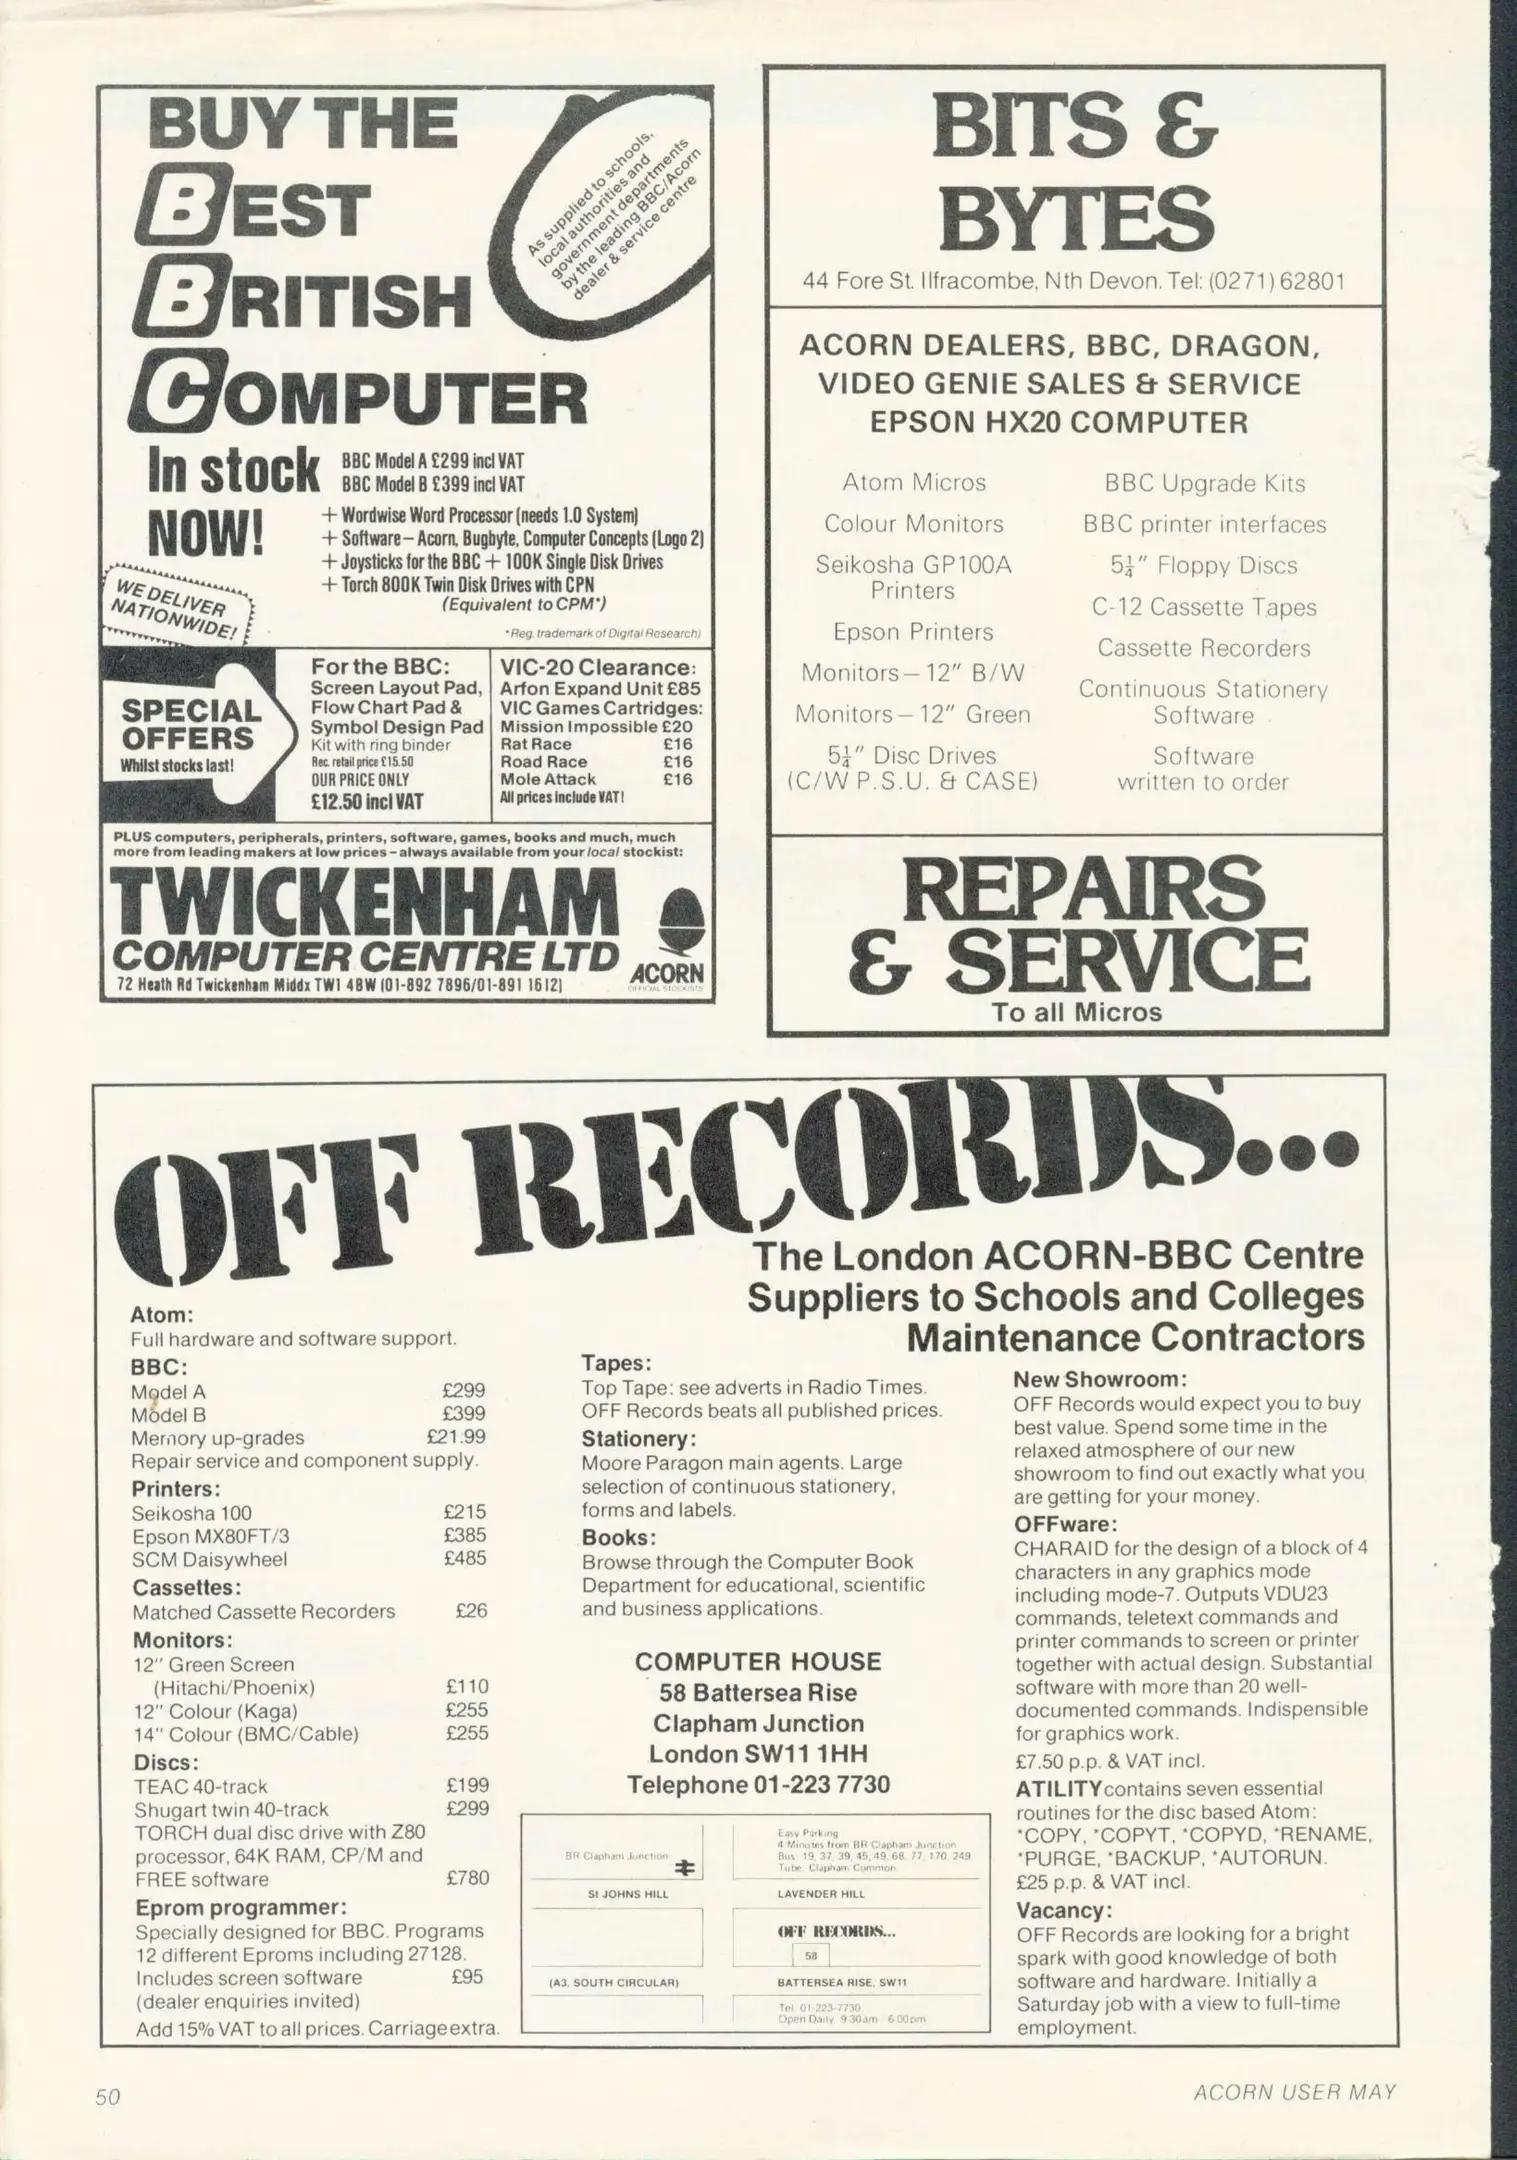 BUY THE
BEST
BRITISH
COMPUTER
As supplied to schools,
local authorities and
government departments
by the leading BBC/Acorn
dealer & service centre
In stock
NOW!
BBC Model A £299 incl VAT
BBC Model B £399 incl VAT
+ Wordwise Word Processor (needs 1.0 System)
+ Software – Acorn, Bugbyte, Computer Concepts (Logo 2)
+ Joysticks for the BBC + 100K Single Disk Drives
+ Torch 800K Twin Disk Drives with CPN
(Equivalent to CPM*)
*Reg. trademark of Digital Research)
WE DELIVER
NATIONWIDE!
SPECIAL
OFFERS
Whilst stocks last!
For the BBC:
Screen Layout Pad,
Flow Chart Pad &
Symbol Design Pad
Kit with ring binder
Rec. retail price £15.50
OUR PRICE ONLY
£12.50 incl VAT
VIC-20 Clearance:
Arfon Expand Unit £85
VIC Games Cartridges:
Mission Impossible £20
Rat Race £16
Road Race £16
Mole Attack £16
All prices include VAT!
PLUS computers, peripherals, printers, software, games, books and much, much
more from leading makers at low prices – always available from your local stockist:
TWICKENHAM
COMPUTER CENTRE LTD
72 Heath Rd Twickenham Middx TW1 4BW (01-892 7896/01-891 1612)
ACORN
OFFICIAL STOCKISTS
BITS &
BYTES
44 Fore St. Ilfracombe, Nth Devon. Tel: (0271) 62801
ACORN DEALERS, BBC, DRAGON,
VIDEO GENIE SALES & SERVICE
EPSON HX20 COMPUTER
Atom Micros
Colour Monitors
Seikosha GP100A
Printers
Epson Printers
Monitors — 12" B/W
Monitors — 12" Green
5¼" Disc Drives
(C/W P.S.U. & CASE)
BBC Upgrade Kits
BBC printer interfaces
5¼" Floppy Discs
C-12 Cassette Tapes
Cassette Recorders
Continuous Stationery
Software
Software
written to order
REPAIRS
& SERVICE
To all Micros
OFF RECORDS...
The London ACORN-BBC Centre
Suppliers to Schools and Colleges
Maintenance Contractors
Atom:
Full hardware and software support.
BBC:
Model A £299
Model B £399
Memory up-grades £21.99
Repair service and component supply.
Printers:
Seikosha 100 £215
Epson MX80FT/3 £385
SCM Daisywheel £485
Cassettes:
Matched Cassette Recorders £26
Monitors:
12" Green Screen
(Hitachi/Phoenix) £110
12" Colour (Kaga) £255
14" Colour (BMC/Cable) £255
Discs:
TEAC 40-track £199
Shugart twin 40-track £299
TORCH dual disc drive with Z80
processor, 64K RAM, CP/M and
FREE software £780
Eprom programmer:
Specially designed for BBC. Programs
12 different Eproms including 27128.
Includes screen software £95
(dealer enquiries invited)
Add 15% VAT to all prices. Carriage extra.
Tapes:
Top Tape: see adverts in Radio Times.
OFF Records beats all published prices.
Stationery:
Moore Paragon main agents. Large
selection of continuous stationery,
forms and labels.
Books:
Browse through the Computer Book
Department for educational, scientific
and business applications.
COMPUTER HOUSE
58 Battersea Rise
Clapham Junction
London SW11 1HH
Telephone 01-223 7730
BR Clapham Junction
Easy Parking
4 Minutes from BR Clapham Junction
Bus 19, 37, 39, 45, 49, 68, 77, 170, 249
Tube: Clapham Common
St JOHNS HILL
LAVENDER HILL
OFF RECORDS...
58
(A3, SOUTH CIRCULAR)
BATTERSEA RISE, SW11
Tel. 01-223-7730
Open Daily 9 30am 6 00pm
New Showroom:
OFF Records would expect you to buy
best value. Spend some time in the
relaxed atmosphere of our new
showroom to find out exactly what you
are getting for your money.
OFFware:
CHARAID for the design of a block of 4
characters in any graphics mode
including mode-7. Outputs VDU23
commands, teletext commands and
printer commands to screen or printer
together with actual design. Substantial
software with more than 20 well-
documented commands. Indispensible
for graphics work.
£7.50 p.p. & VAT incl.
ATILITY contains seven essential
routines for the disc based Atom:
*COPY, *COPYT, *COPYD, *RENAME,
*PURGE, *BACKUP, *AUTORUN.
£25 p.p. & VAT incl.
Vacancy:
OFF Records are looking for a bright
spark with good knowledge of both
software and hardware. Initially a
Saturday job with a view to full-time
employment.
50
ACORN USER MAY